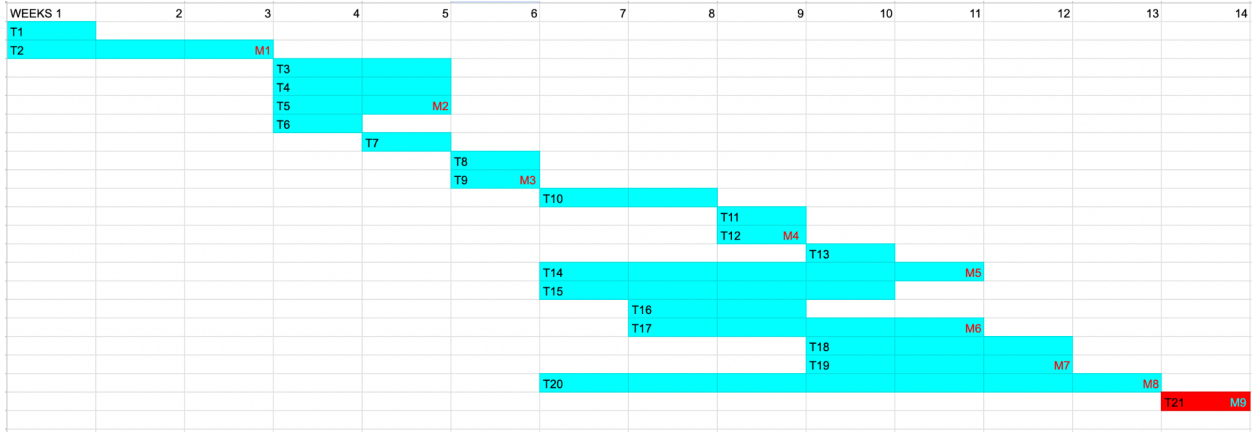 WEEKS 1 2 3 4 5 6 7 8 9 10 11 12 13 14
T1
T2 M1
T3
T4
T5 M2
T6
T7
T8
T9 M3
T10
T11
T12 M4
T13
T14 M5
T15
T16
T17 M6
T18
T19 M7
T20 M8
T21 M9